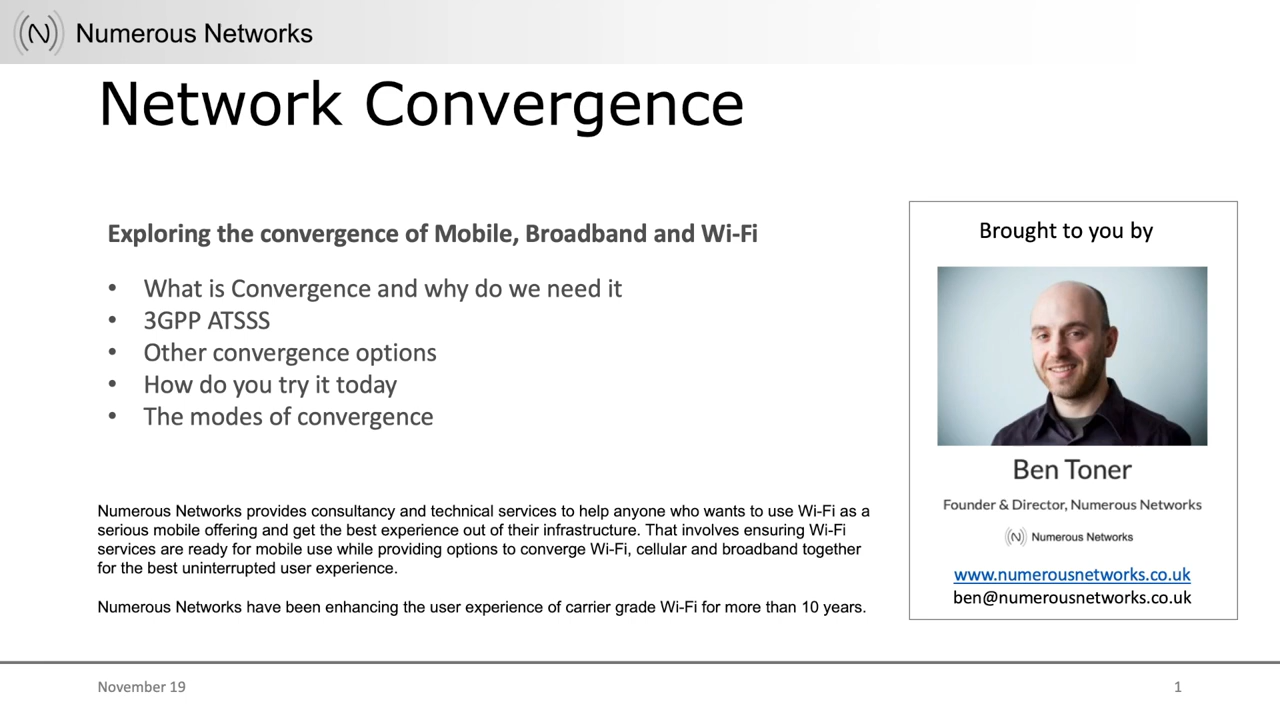 Numerous Networks
Network Convergence
Exploring the convergence of Mobile, Broadband and Wi-Fi
• What is Convergence and why do we need it
• 3GPP ATSSS
• Other convergence options
• How do you try it today
• The modes of convergence
Numerous Networks provides consultancy and technical services to help anyone who wants to use Wi-Fi as a
serious mobile offering and get the best experience out of their infrastructure. That involves ensuring Wi-Fi
services are ready for mobile use while providing options to converge Wi-Fi, cellular and broadband together
for the best uninterrupted user experience.
Numerous Networks have been enhancing the user experience of carrier grade Wi-Fi for more than 10 years.
Brought to you by
Ben Toner
Founder & Director, Numerous Networks
(N) Numerous Networks
www.numerousnetworks.co.uk
ben@numerousnetworks.co.uk
November 19
1